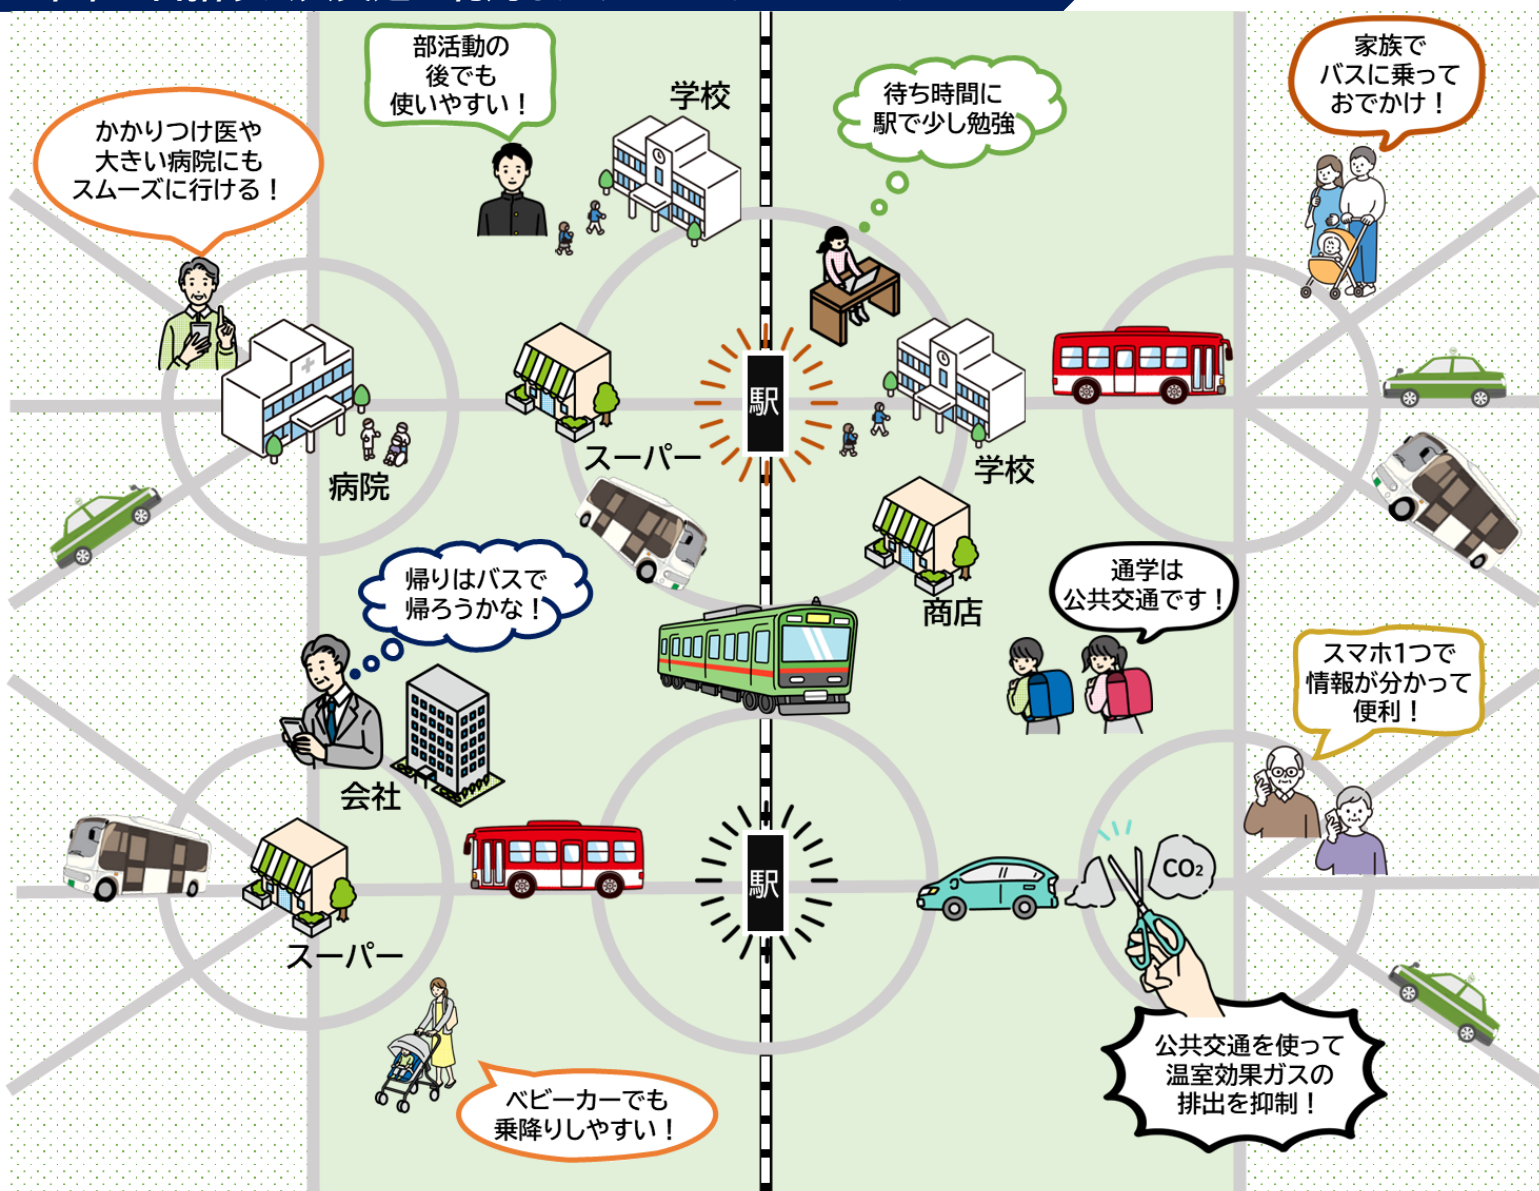 部活動の
後でも
使いやすい！
学校
待ち時間に
駅で少し勉強
家族で
バスに乗って
おでかけ！
かかりつけ医や
大きい病院にも
スムーズに行ける！
駅
スーパー
学校
病院
商店
帰りはバスで
帰ろうかな！
通学は
公共交通です！
スマホ1つで
情報が分かって
便利！
会社
駅
CO2
スーパー
公共交通を使って
温室効果ガスの
排出を抑制！
ベビーカーでも
乗降りしやすい！